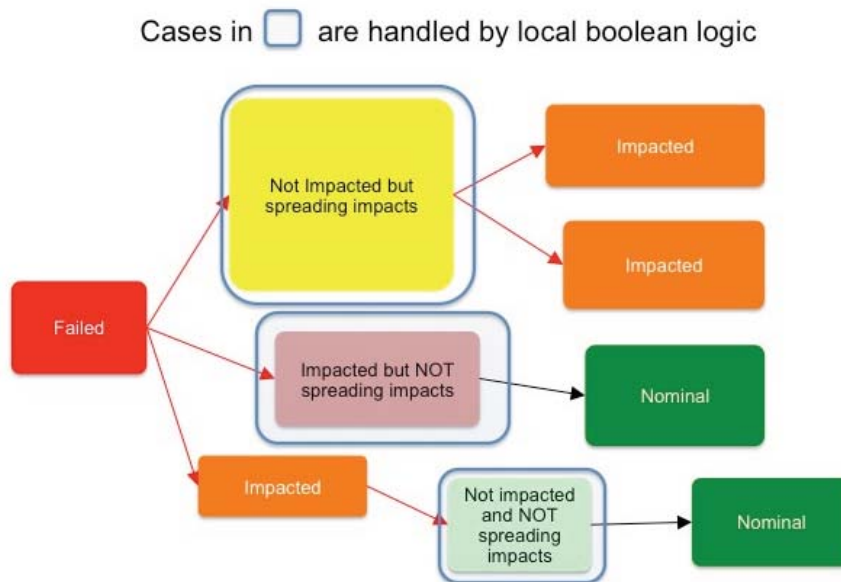 Cases in are handled by local boolean logic
Not Impacted but
spreading impacts
Impacted
Impacted
Failed
Impacted but NOT
spreading impacts
Nominal
Impacted
Not impacted
and NOT
spreading
impacts
Nominal